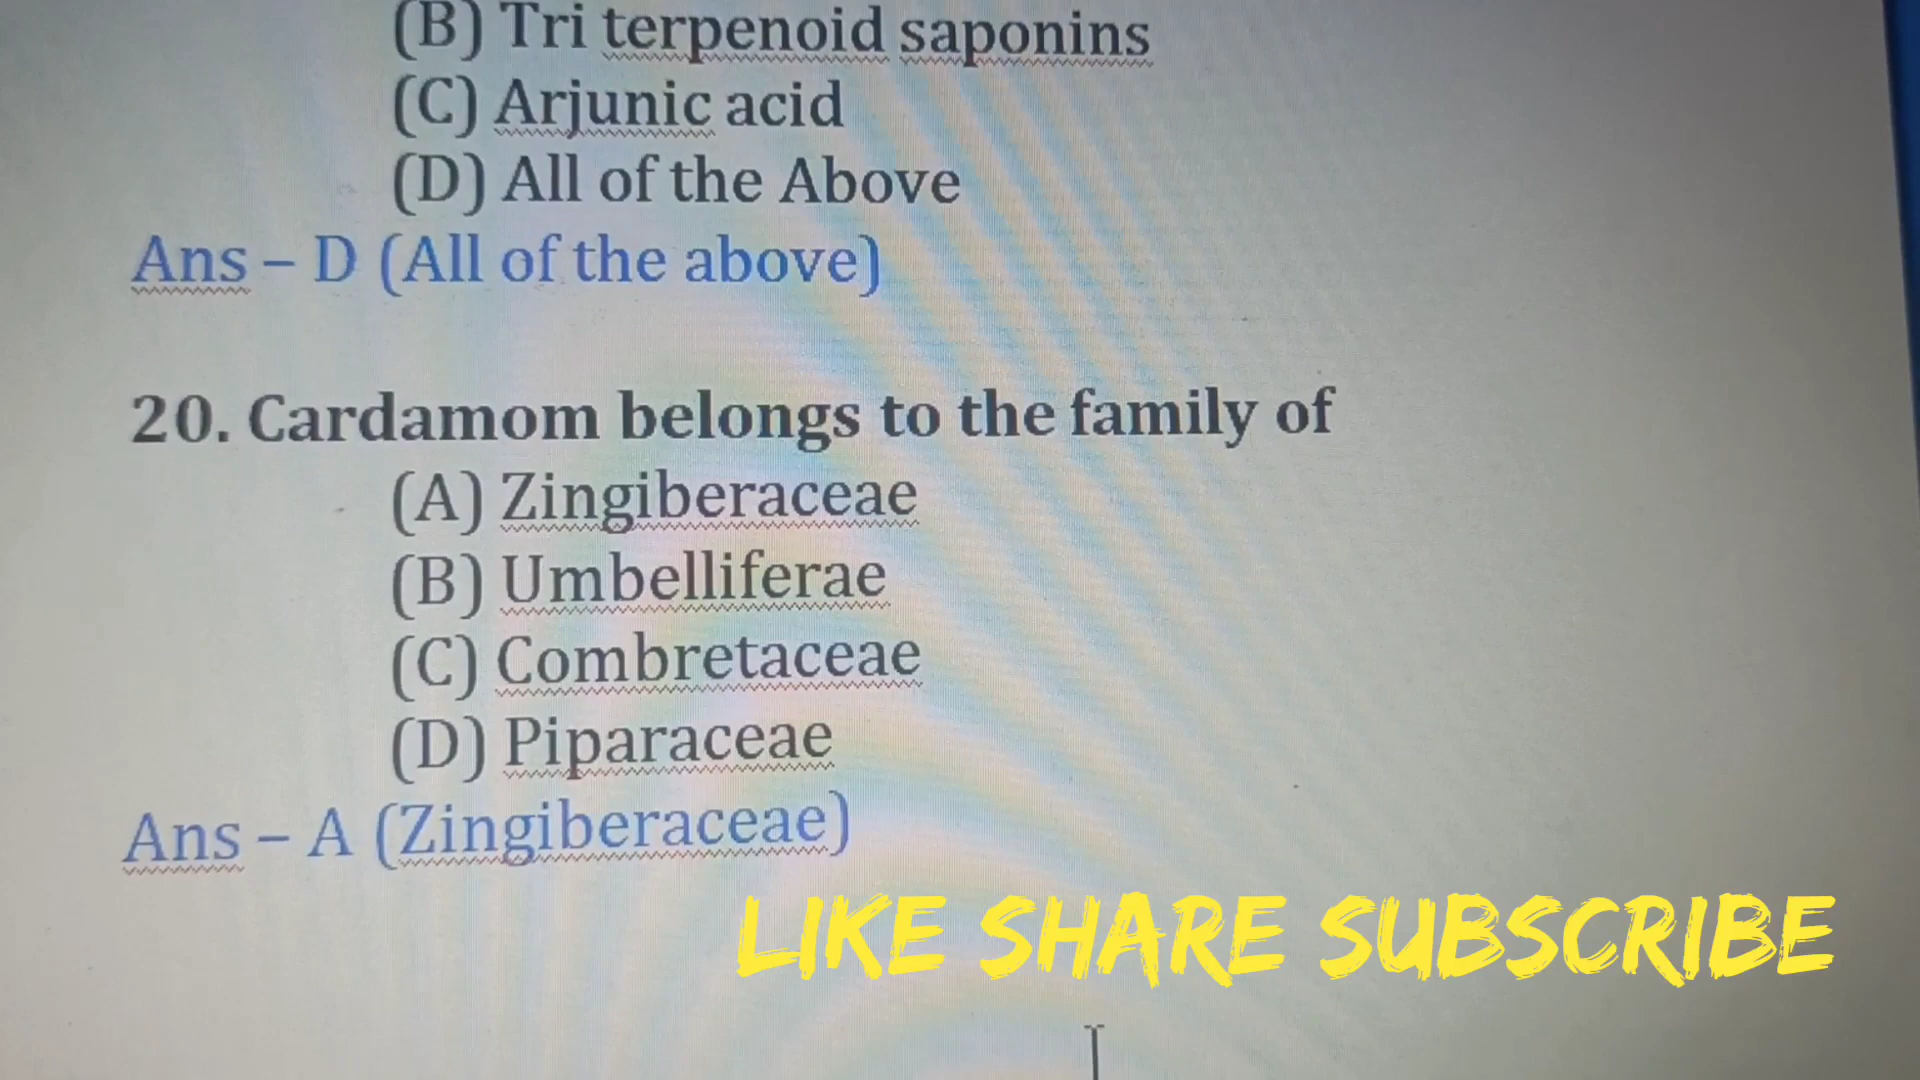 (B) Tri terpenoid saponins
(C) Arjunic acid
(D) All of the Above
Ans – D (All of the above)
20. Cardamom belongs to the family of
(A) Zingiberaceae
(B) Umbelliferae
(C) Combretaceae
(D) Piparaceae
Ans – A (Zingiberaceae)
LIKE SHARE SUBSCRIBE